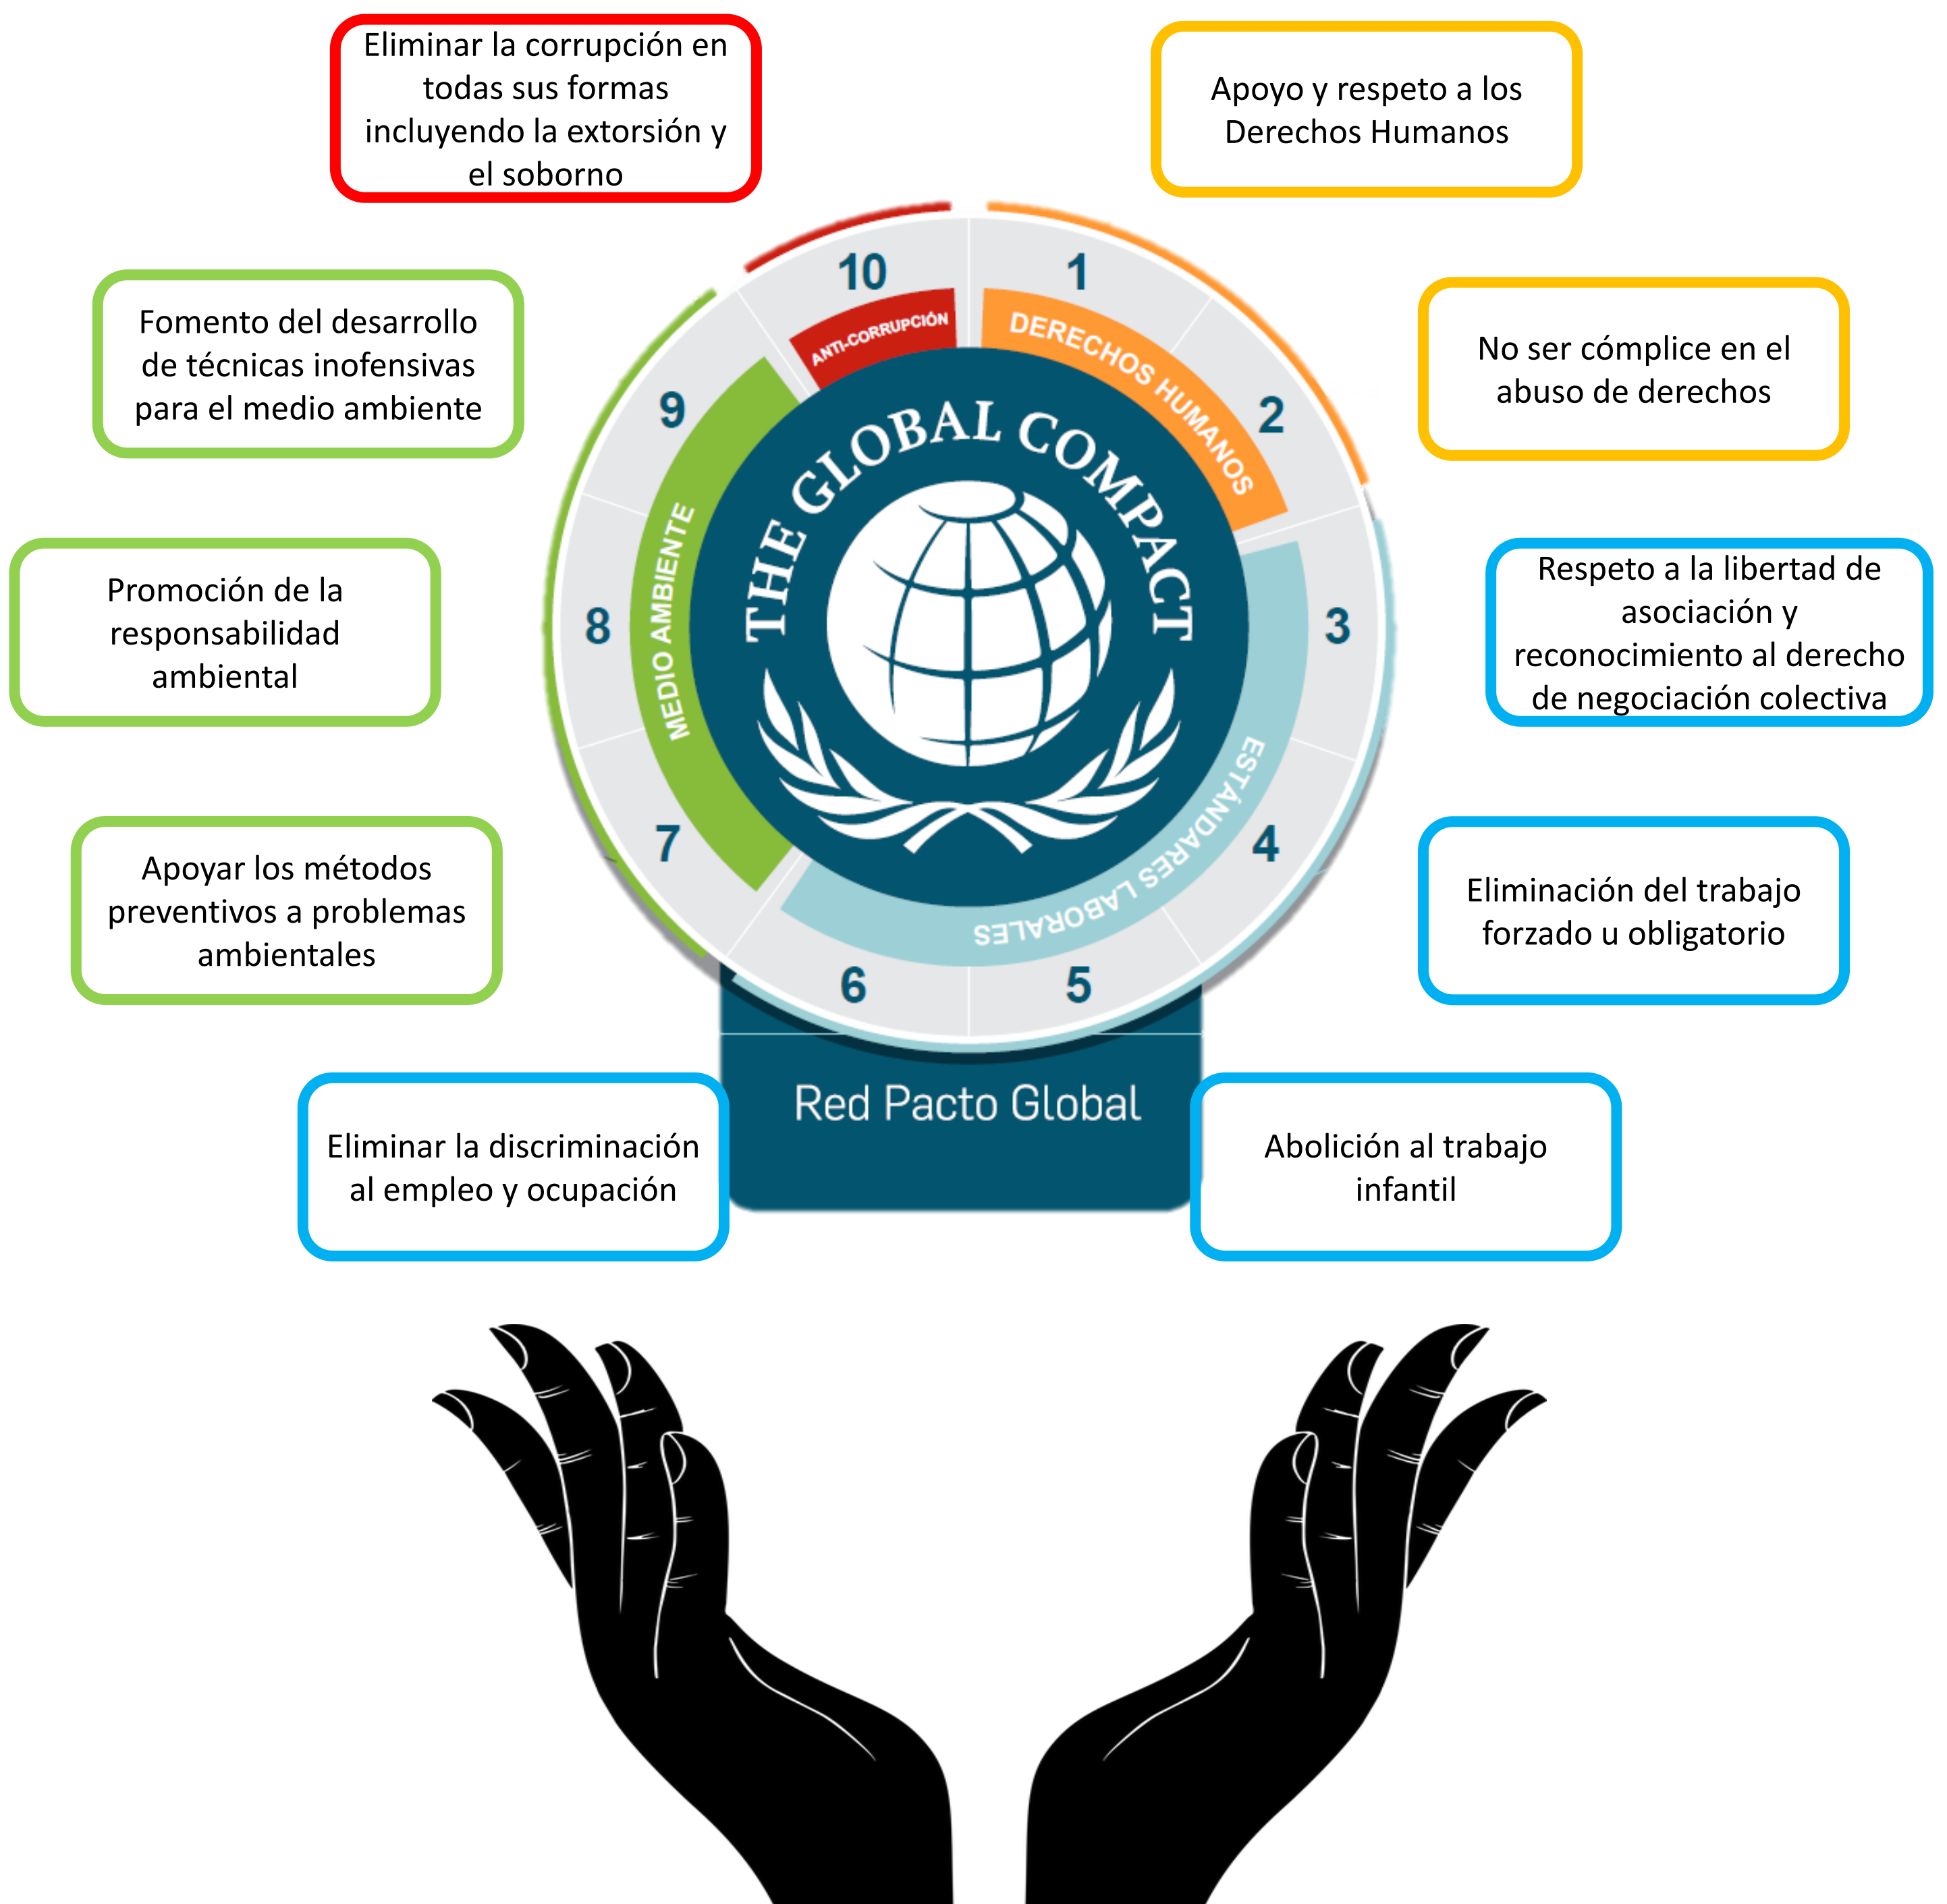 Eliminar la corrupción en
todas sus formas
incluyendo la extorsión y
el soborno
Apoyo y respeto a los
Derechos Humanos
Fomento del desarrollo
de técnicas inofensivas
para el medio ambiente
No ser cómplice en el
abuso de derechos
Promoción de la
responsabilidad
ambiental
Respeto a la libertad de
asociación y
reconocimiento al derecho
de negociación colectiva
Apoyar los métodos
preventivos a problemas
ambientales
Eliminación del trabajo
forzado u obligatorio
Eliminar la discriminación
al empleo y ocupación
Abolición al trabajo
infantil
10
1
2
3
4
5
6
7
8
9
ANTI-CORRUPCIÓN
DERECHOS HUMANOS
ESTÁNDARES LABORALES
MEDIO AMBIENTE
THE GLOBAL COMPACT
Red Pacto Global